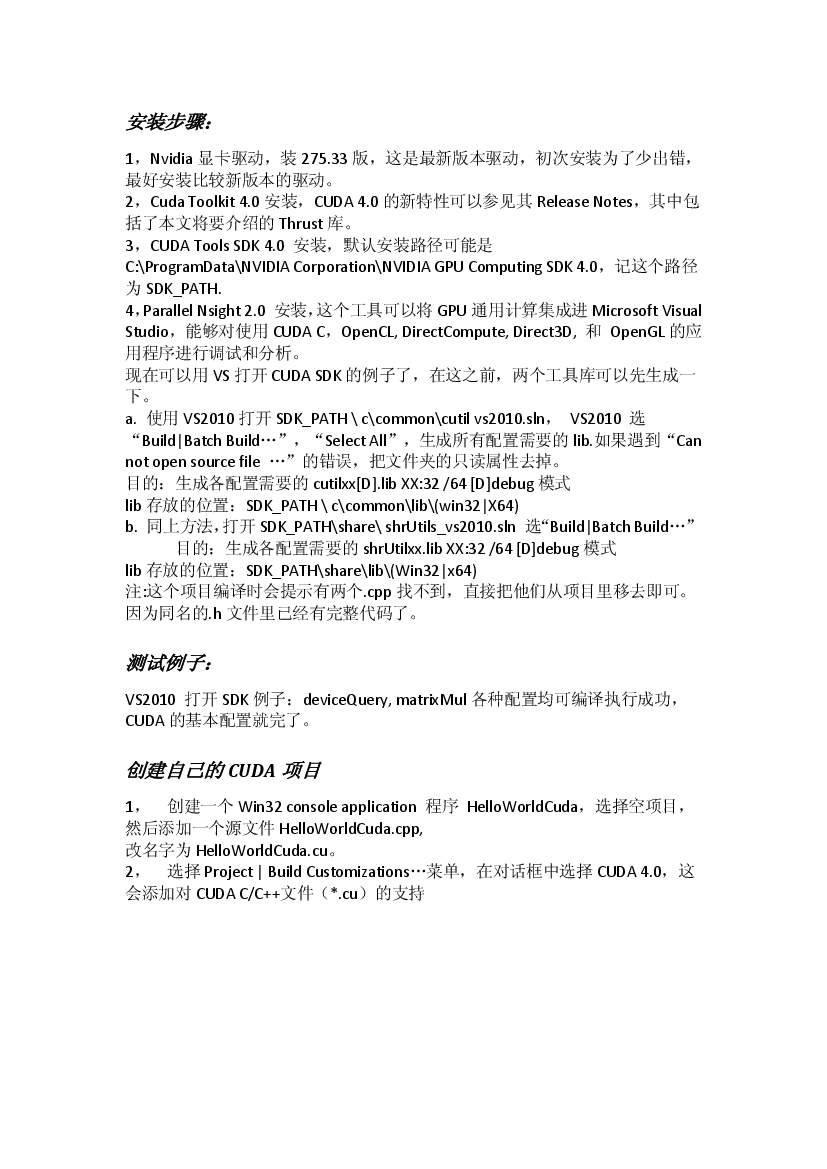 安装步骤：
1，Nvidia 显卡驱动，装 275.33 版，这是最新版本驱动，初次安装为了少出错，
最好安装比较新版本的驱动。
2，Cuda Toolkit 4.0 安装，CUDA 4.0 的新特性可以参见其 Release Notes，其中包
括了本文将要介绍的 Thrust 库。
3，CUDA Tools SDK 4.0 安装，默认安装路径可能是
C:\ProgramData\NVIDIA Corporation\NVIDIA GPU Computing SDK 4.0，记这个路径
为 SDK_PATH.
4，Parallel Nsight 2.0 安装，这个工具可以将 GPU 通用计算集成进 Microsoft Visual
Studio，能够对使用 CUDA C，OpenCL, DirectCompute, Direct3D, 和 OpenGL 的应
用程序进行调试和分析。
现在可以用 VS 打开 CUDA SDK 的例子了，在这之前，两个工具库可以先生成一
下。
a. 使用 VS2010 打开 SDK_PATH \ c\common\cutil vs2010.sln， VS2010 选
“Build|Batch Build…”，“Select All”，生成所有配置需要的 lib.如果遇到“Can
not open source file …”的错误，把文件夹的只读属性去掉。
目的：生成各配置需要的 cutilxx[D].lib XX:32 /64 [D]debug 模式
lib 存放的位置：SDK_PATH \ c\common\lib\(win32|X64)
b. 同上方法，打开 SDK_PATH\share\ shrUtils_vs2010.sln 选“Build|Batch Build…”
目的：生成各配置需要的 shrUtilxx.lib XX:32 /64 [D]debug 模式
lib 存放的位置：SDK_PATH\share\lib\(Win32|x64)
注:这个项目编译时会提示有两个.cpp 找不到，直接把他们从项目里移去即可。
因为同名的.h 文件里已经有完整代码了。
测试例子：
VS2010 打开 SDK 例子：deviceQuery, matrixMul 各种配置均可编译执行成功，
CUDA 的基本配置就完了。
创建自己的 CUDA 项目
1， 创建一个 Win32 console application 程序 HelloWorldCuda，选择空项目，
然后添加一个源文件 HelloWorldCuda.cpp,
改名字为 HelloWorldCuda.cu。
2， 选择 Project | Build Customizations…菜单，在对话框中选择 CUDA 4.0，这
会添加对 CUDA C/C++文件（*.cu）的支持